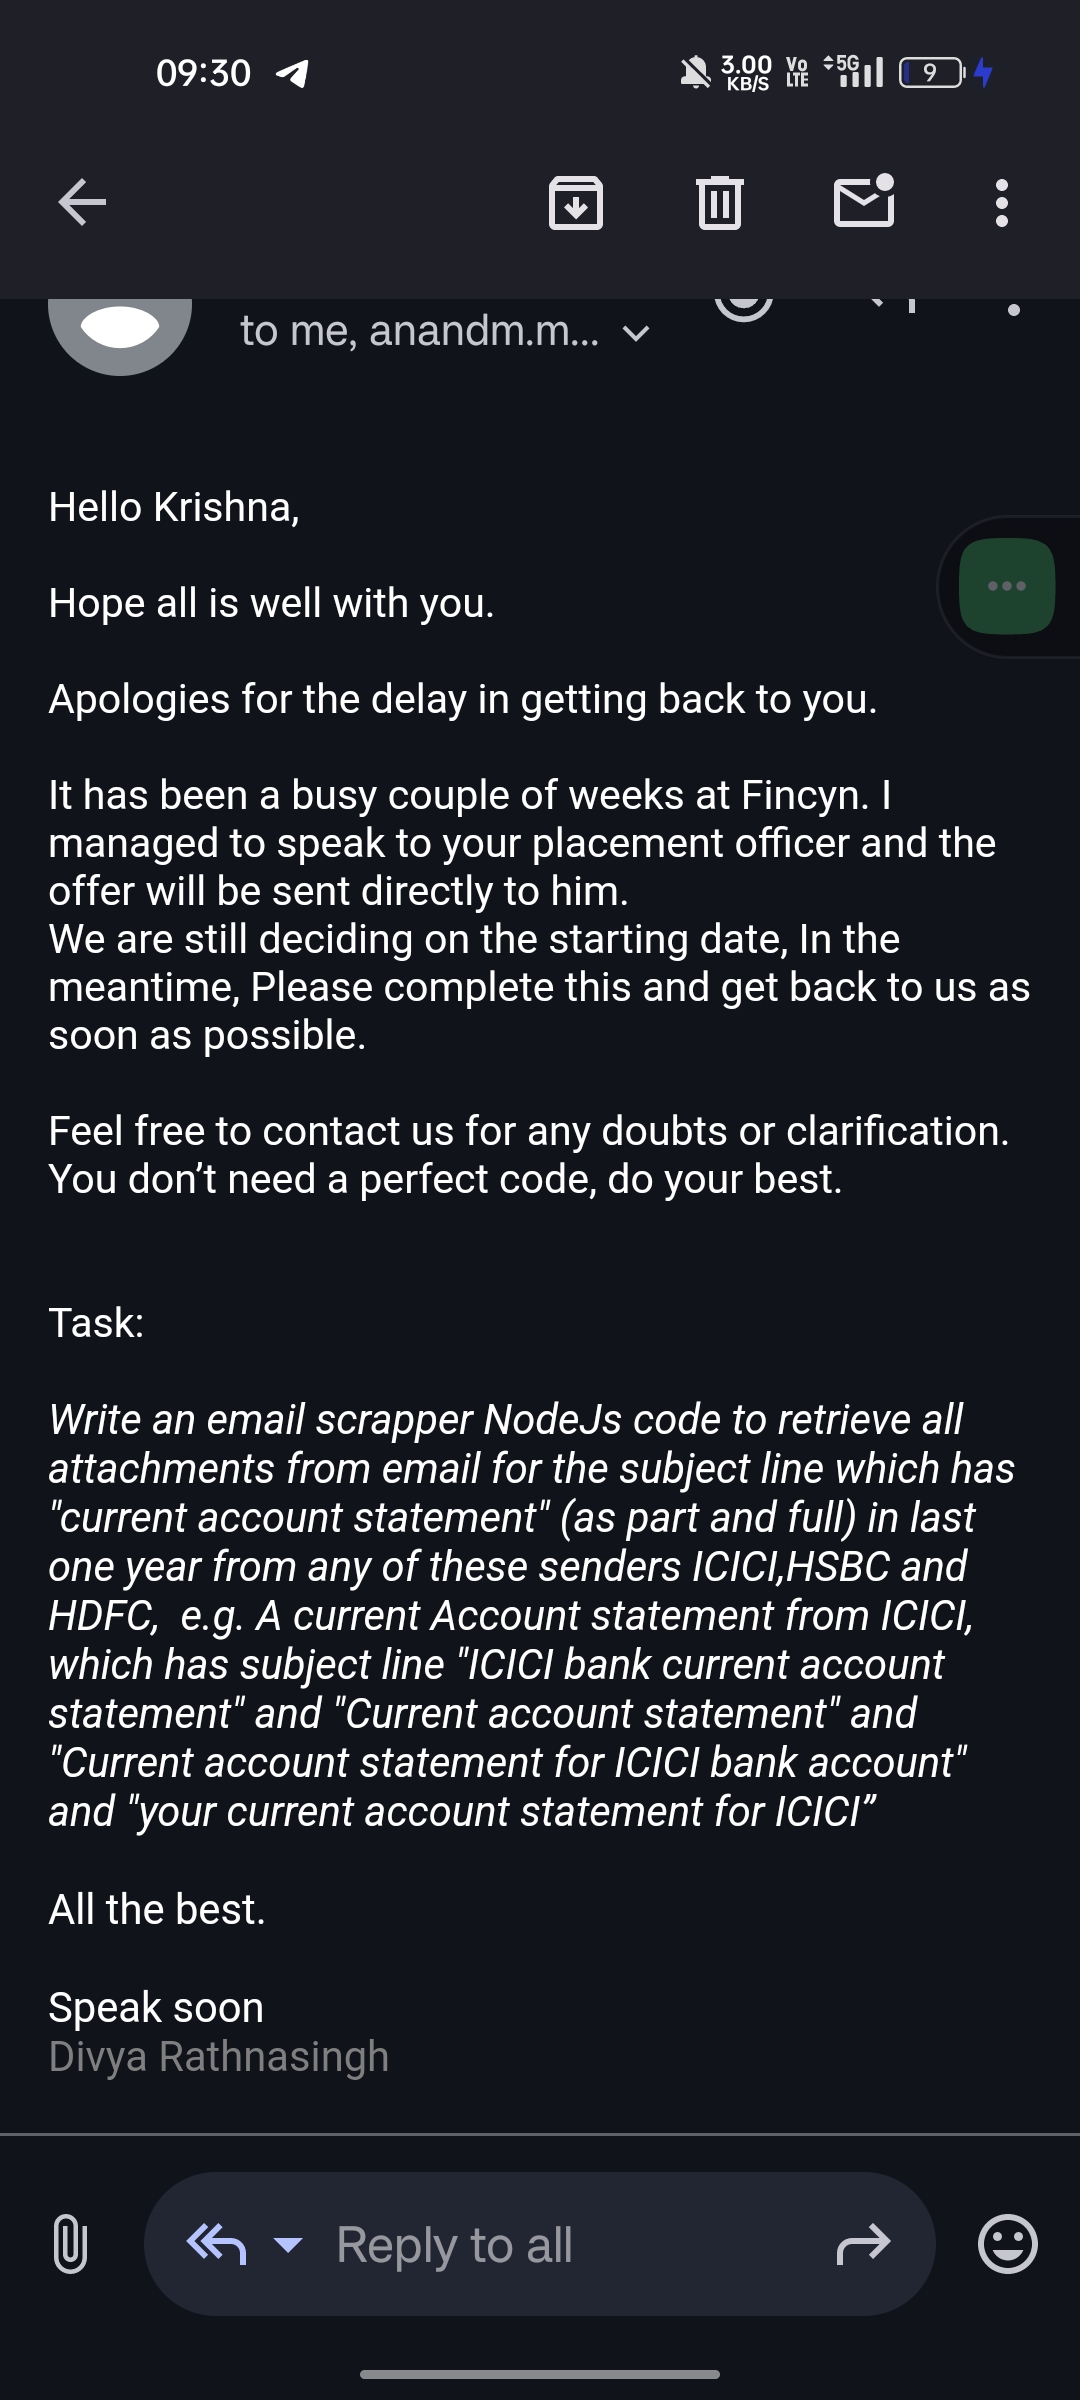 09:30
3.00
KB/S
Vo
LTE
5G
9
to me, anandm.m...
Hello Krishna,
Hope all is well with you.
Apologies for the delay in getting back to you.
It has been a busy couple of weeks at Fincyn. I
managed to speak to your placement officer and the
offer will be sent directly to him.
We are still deciding on the starting date, In the
meantime, Please complete this and get back to us as
soon as possible.
Feel free to contact us for any doubts or clarification.
You don’t need a perfect code, do your best.
Task:
Write an email scrapper NodeJs code to retrieve all
attachments from email for the subject line which has
"current account statement" (as part and full) in last
one year from any of these senders ICICI,HSBC and
HDFC,  e.g. A current Account statement from ICICI,
which has subject line "ICICI bank current account
statement" and "Current account statement" and
"Current account statement for ICICI bank account"
and "your current account statement for ICICI”
All the best.
Speak soon
Divya Rathnasingh
Reply to all